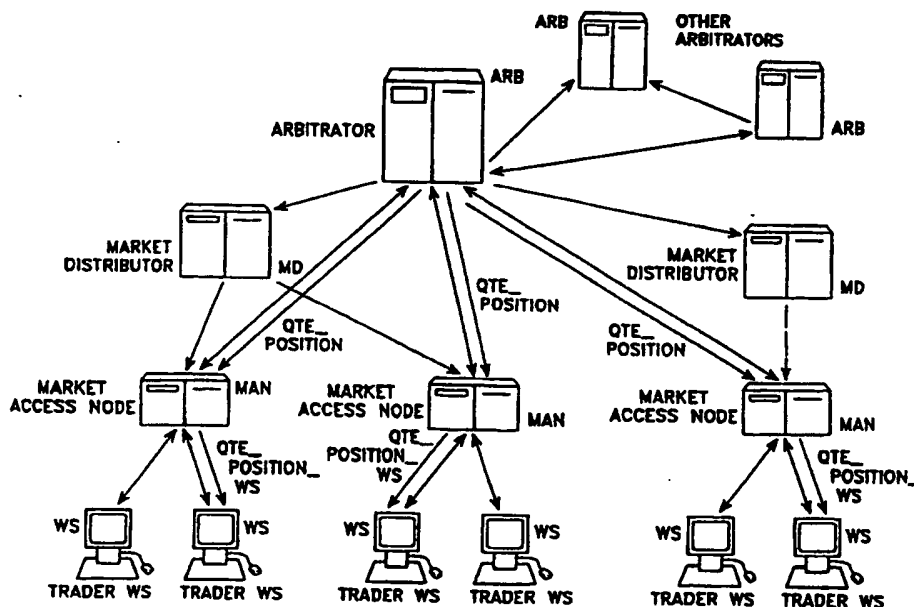 ARB
OTHER
ARBITRATORS
ARB
ARBITRATOR
ARB
MARKET
DISTRIBUTOR
MD
MARKET
DISTRIBUTOR
MD
QTE_
POSITION
QTE_
POSITION
QTE_
POSITION
MARKET
ACCESS NODE
MAN
MARKET
ACCESS NODE
MAN
MARKET
ACCESS NODE
MAN
QTE_
POSITION_
WS
QTE_
POSITION_
WS
QTE_
POSITION_
WS
WS
WS
WS
WS
WS
WS
TRADER WS
TRADER WS
TRADER WS
TRADER WS
TRADER WS
TRADER WS